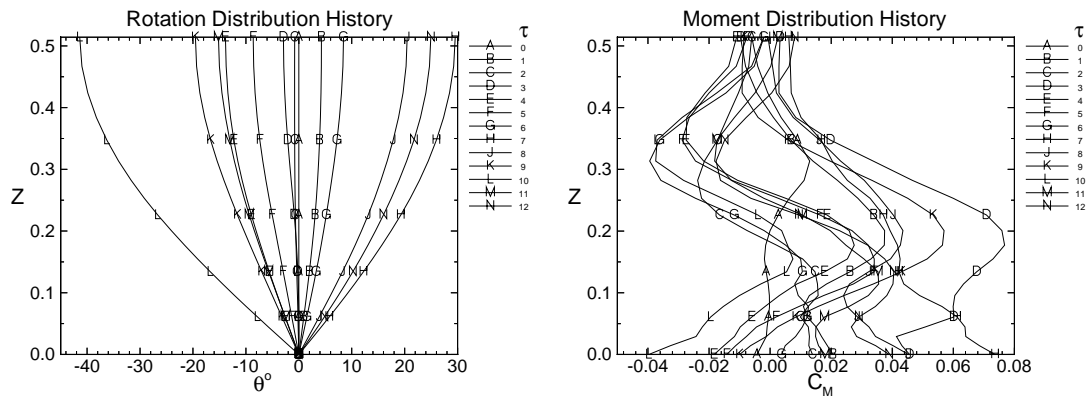 Rotation Distribution History
0.5
0.4
0.3
0.2
0.1
0.0
Z
-40 -30 -20 -10 0 10 20 30
θ°
τ
A 0
B 1
C 2
D 3
E 4
F 5
G 6
H 7
J 8
K 9
L 10
M 11
N 12
Moment Distribution History
0.5
0.4
0.3
0.2
0.1
0.0
Z
-0.04 -0.02 0.00 0.02 0.04 0.06 0.08
C_M
τ
A 0
B 1
C 2
D 3
E 4
F 5
G 6
H 7
J 8
K 9
L 10
M 11
N 12